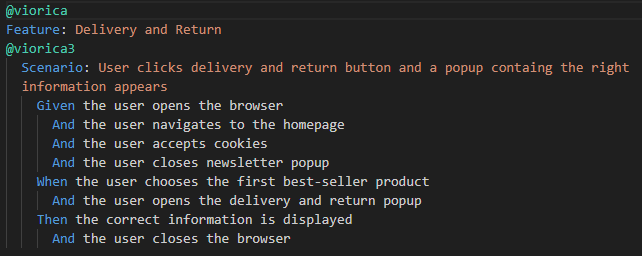 @viorica
Feature: Delivery and Return
@viorica3
Scenario: User clicks delivery and return button and a popup containg the right
information appears
Given the user opens the browser
And the user navigates to the homepage
And the user accepts cookies
And the user closes newsletter popup
When the user chooses the first best-seller product
And the user opens the delivery and return popup
Then the correct information is displayed
And the user closes the browser